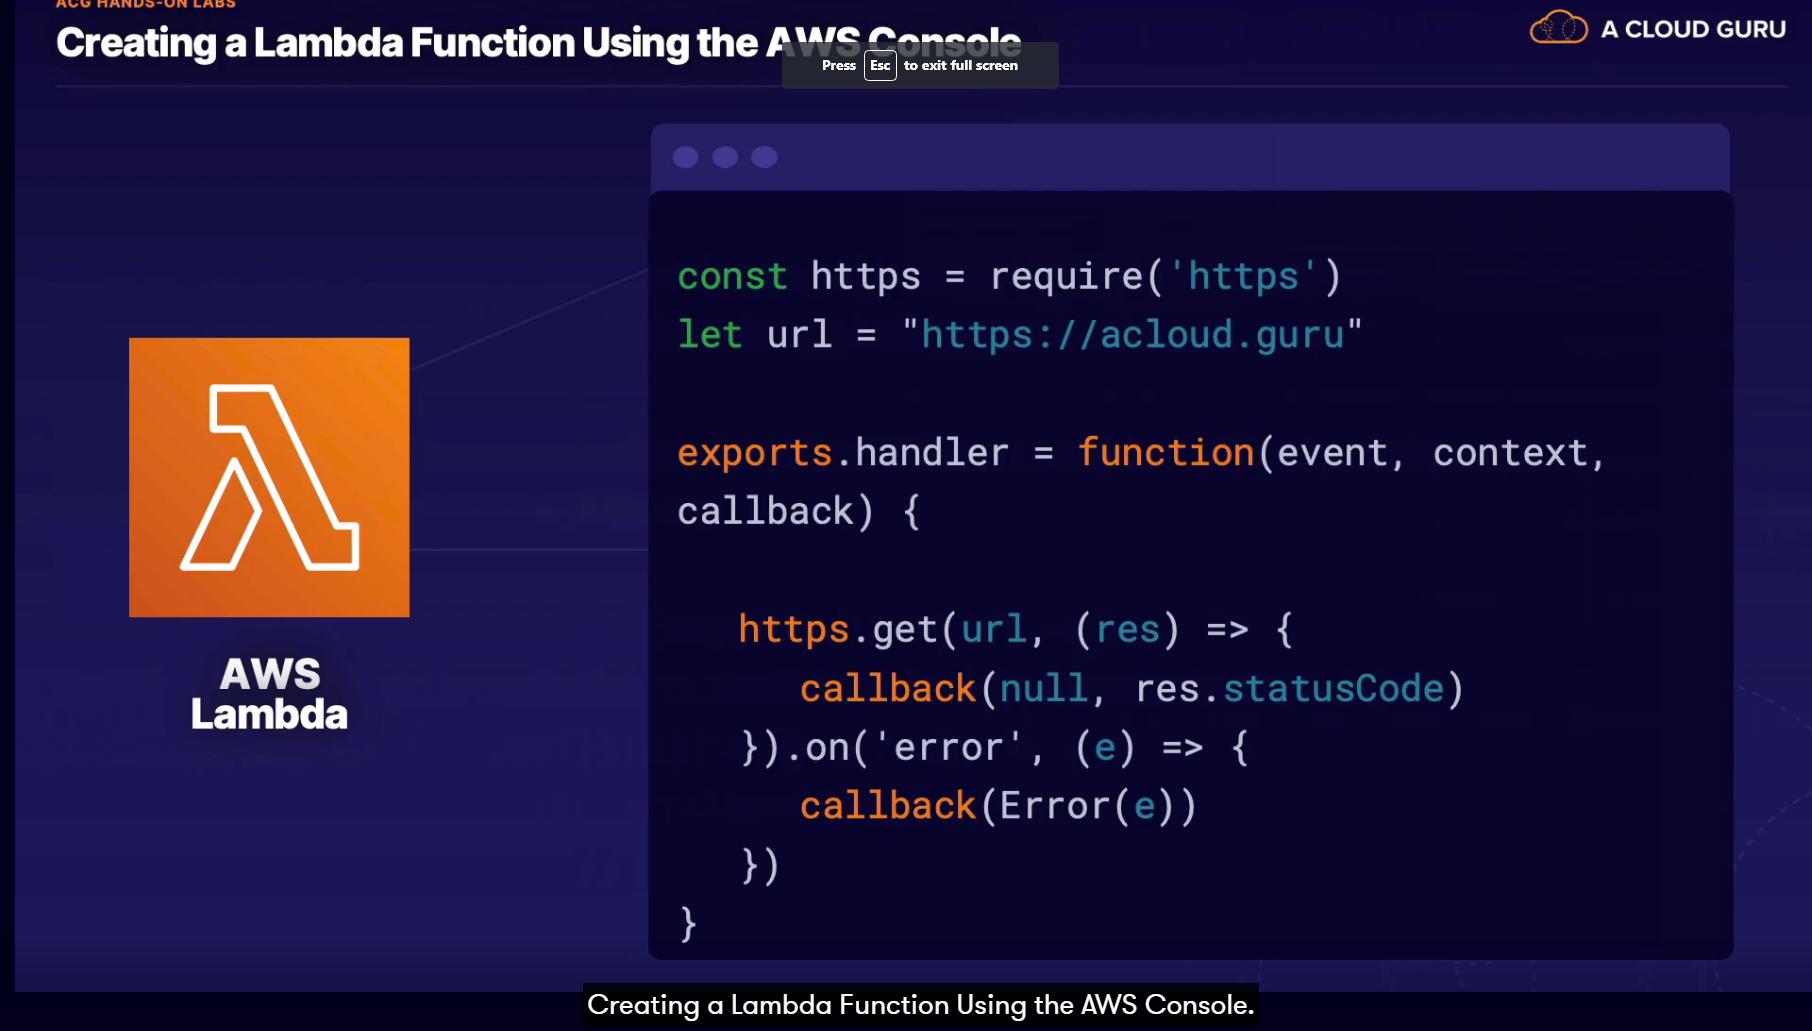 ACG HANDS-ON LABS
Creating a Lambda Function Using the AWS Console
A CLOUD GURU
Press Esc to exit full screen
const https = require('https')
let url = "https://acloud.guru"
exports.handler = function(event, context,
callback) {
https.get(url, (res) => {
callback(null, res.statusCode)
}).on('error', (e) => {
callback(Error(e))
})
}
AWS
Lambda
Creating a Lambda Function Using the AWS Console.